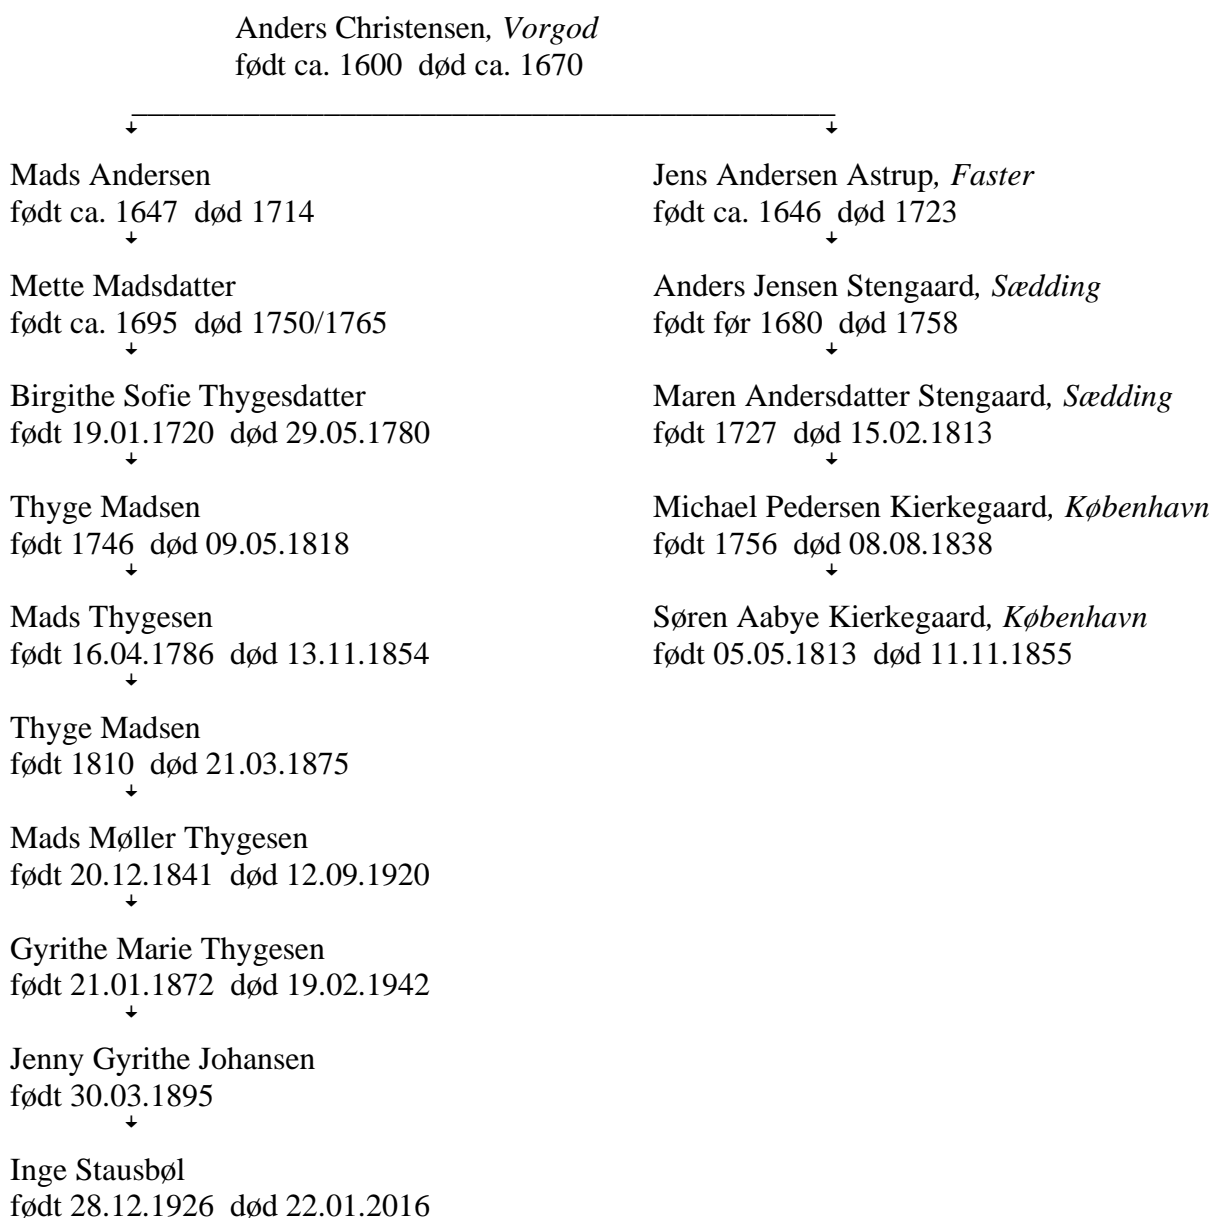 Anders Christensen, Vorgod
født ca. 1600  død ca. 1670
Mads Andersen
født ca. 1647  død 1714
Jens Andersen Astrup, Faster
født ca. 1646  død 1723
Mette Madsdatter
født ca. 1695  død 1750/1765
Anders Jensen Stengaard, Sædding
født før 1680  død 1758
Birgithe Sofie Thygesdatter
født 19.01.1720  død 29.05.1780
Maren Andersdatter Stengaard, Sædding
født 1727  død 15.02.1813
Thyge Madsen
født 1746  død 09.05.1818
Michael Pedersen Kierkegaard, København
født 1756  død 08.08.1838
Mads Thygesen
født 16.04.1786  død 13.11.1854
Søren Aabye Kierkegaard, København
født 05.05.1813  død 11.11.1855
Thyge Madsen
født 1810  død 21.03.1875
Mads Møller Thygesen
født 20.12.1841  død 12.09.1920
Gyrithe Marie Thygesen
født 21.01.1872  død 19.02.1942
Jenny Gyrithe Johansen
født 30.03.1895
Inge Stausbøl
født 28.12.1926  død 22.01.2016